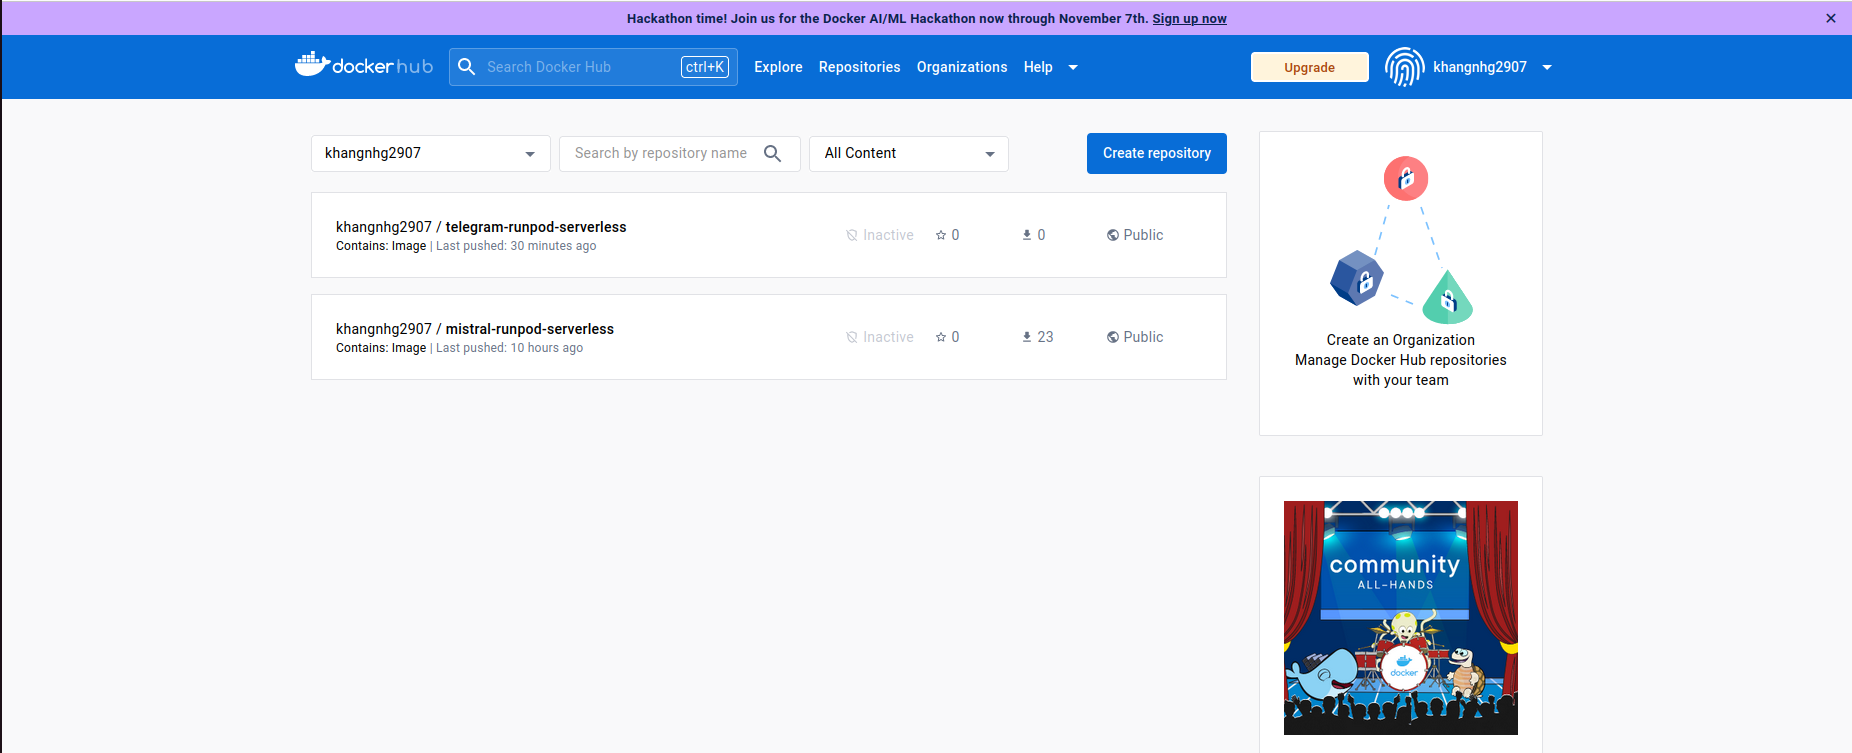 Hackathon time! Join us for the Docker AI/ML Hackathon now through November 7th. Sign up now
dockerhub Search Docker Hub ctrl+K Explore Repositories Organizations Help Upgrade khangnhg2907
khangnhg2907 Search by repository name All Content Create repository
khangnhg2907 / telegram-runpod-serverless
Contains: Image | Last pushed: 30 minutes ago
Inactive 0 0 Public
khangnhg2907 / mistral-runpod-serverless
Contains: Image | Last pushed: 10 hours ago
Inactive 0 23 Public
Create an Organization
Manage Docker Hub repositories
with your team
community
ALL-HANDS
docker